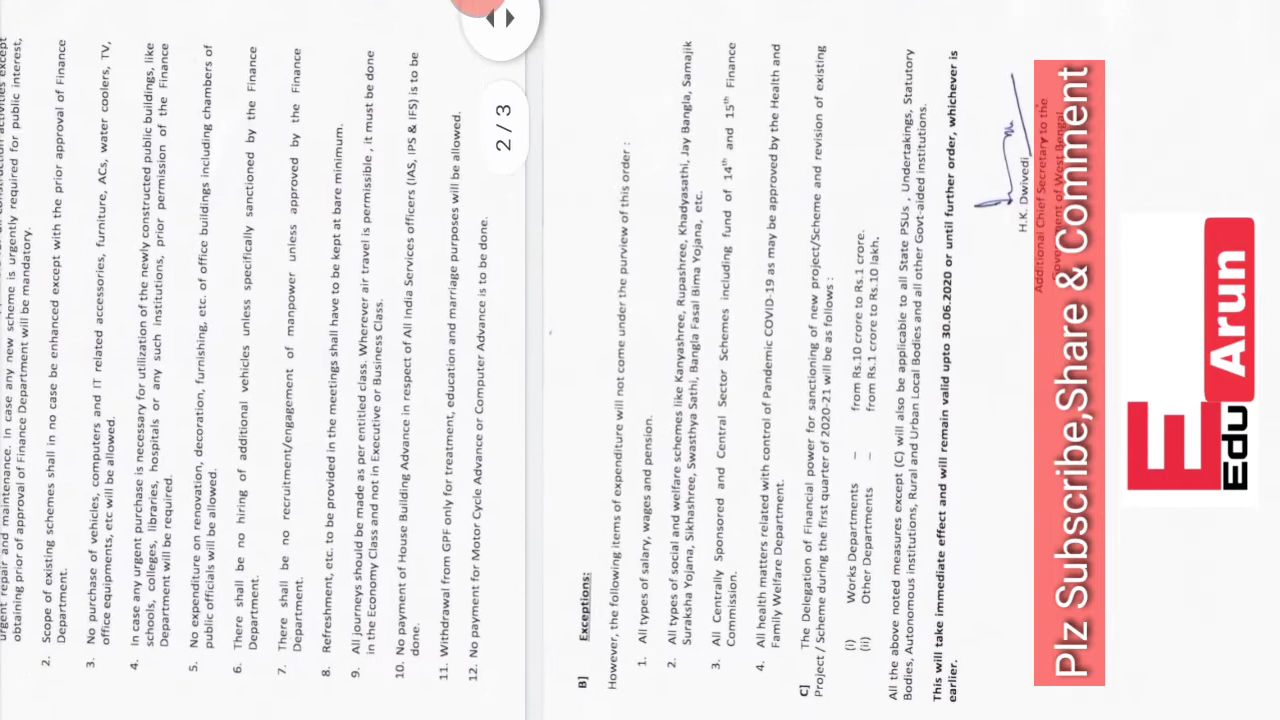 construction activities except
urgent repair and maintenance. In case any new scheme is urgently required for public interest,
obtaining prior of approval of Finance Department will be mandatory.
2. Scope of existing schemes shall in no case be enhanced except with the prior approval of Finance
Department.
3. No purchase of vehicles, computers and IT related accessories, furniture, ACs, water coolers, TV,
office equipments, etc will be allowed.
4. In case any urgent purchase is necessary for utilization of the newly constructed public buildings, like
schools, colleges, libraries, hospitals or any such institutions, prior permission of the Finance
Department will be required.
5. No expenditure on renovation, decoration, furnishing, etc. of office buildings including chambers of
public officials will be allowed.
6. There shall be no hiring of additional vehicles unless specifically sanctioned by the Finance
Department.
7. There shall be no recruitment/engagement of manpower unless approved by the Finance
Department.
8. Refreshment, etc. to be provided in the meetings shall have to be kept at bare minimum.
9. All journeys should be made as per entitled class. Wherever air travel is permissible , it must be done
in the Economy Class and not in Executive or Business Class.
10. No payment of House Building Advance in respect of All India Services officers (IAS, IPS & IFS) is to be
done.
11. Withdrawal from GPF only for treatment, education and marriage purposes will be allowed.
12. No payment for Motor Cycle Advance or Computer Advance is to be done.
2 / 3
B] Exceptions:
However, the following items of expenditure will not come under the purview of this order :
1. All types of salary, wages and pension.
2. All types of social and welfare schemes like Kanyashree, Rupashree, Khadyasathi, Jay Bangla, Samajik
Suraksha Yojana, Sikhashree, Swasthya Sathi, Bangla Fasal Bima Yojana, etc.
3. All Centrally Sponsored and Central Sector Schemes including fund of 14th and 15th Finance
Commission.
4. All health matters related with control of Pandemic COVID-19 as may be approved by the Health and
Family Welfare Department.
C] The Delegation of Financial power for sanctioning of new project/Scheme and revision of existing
Project / Scheme during the first quarter of 2020-21 will be as follows :
(i) Works Departments – from Rs.10 crore to Rs.1 crore.
(ii) Other Departments – from Rs.1 crore to Rs.10 lakh.
All the above noted measures except (C) will also be applicable to all State PSUs , Undertakings, Statutory
Bodies, Autonomous institutions, Rural and Urban Local Bodies and all other Govt-aided institutions.
This will take immediate effect and will remain valid upto 30.06.2020 or until further order, whichever is
earlier.
H.K. Dwivedi
Additional Chief Secretary to the
Government of West Bengal
Plz Subscribe,Share & Comment
E
Edu Arun